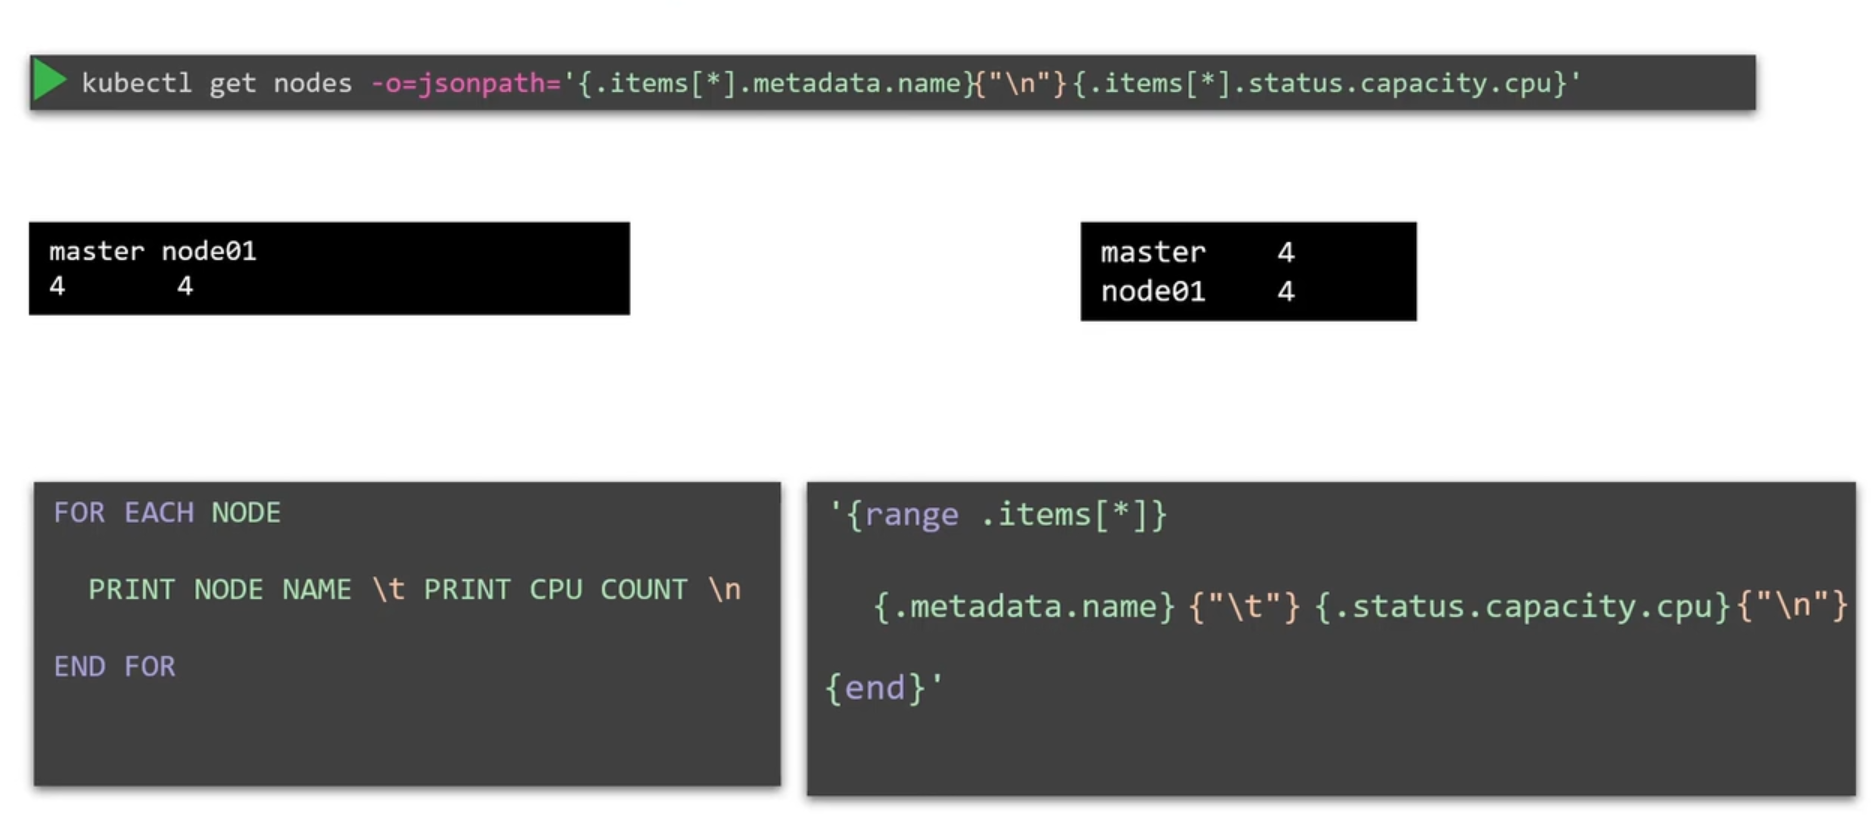 kubectl get nodes -o=jsonpath='{.items[*].metadata.name}{"\n"}{.items[*].status.capacity.cpu}'
master node01
4 4
master 4
node01 4
FOR EACH NODE
PRINT NODE NAME \t PRINT CPU COUNT \n
END FOR
'{range .items[*]}
{.metadata.name} {"\t"} {.status.capacity.cpu}{"\n"}
{end}'